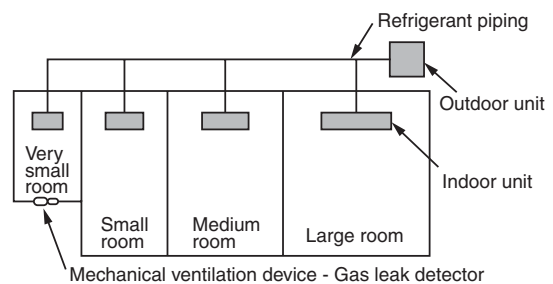 Refrigerant piping
Outdoor unit
Indoor unit
Very
small
room
Small
room
Medium
room
Large room
Mechanical ventilation device - Gas leak detector